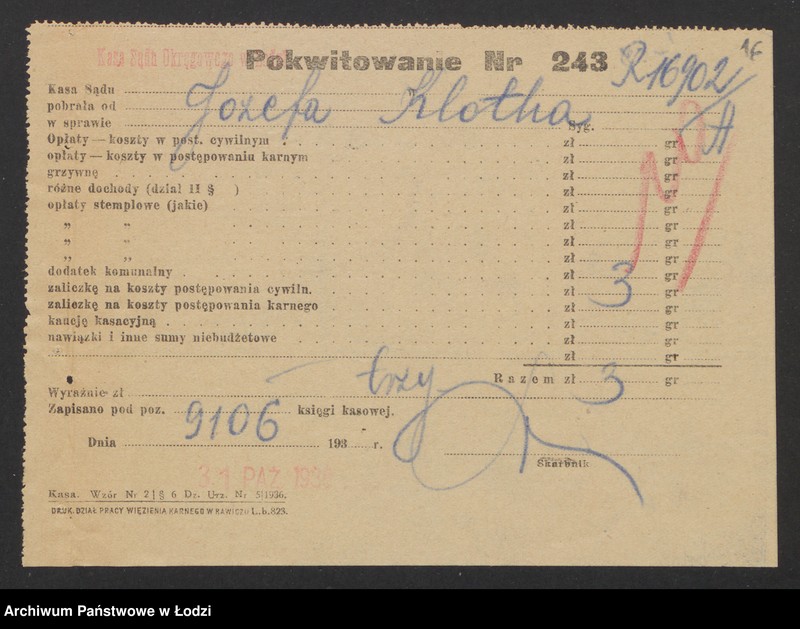 16
Kasa Sądu Okręgowego Pokwitowanie Nr 243 R 16902/A
Kasa Sądu
pobrała od Józefa Klotha
w sprawie Syg.
Opłaty — koszty w post. cywilnym zł gr
opłaty — koszty w postępowaniu karnym zł gr
grzywnę zł gr
różne dochody (dział II § ) zł gr
opłaty stemplowe (jakie) zł gr
„ „ zł gr
„ „ zł gr
„ „ zł gr
dodatek komunalny zł gr
zaliczkę na koszty postępowania cywiln. zł 3 gr
zaliczkę na koszty postępowania karnego zł gr
kaucję kasacyjną zł gr
nawiązki i inne sumy niebudżetowe zł gr
zł gr
Razem zł 3 gr
Wyraźnie zł trzy
Zapisano pod poz. 9106 księgi kasowej.
Dnia 193 r.
Skarbnik
31 PAŹ 1936
Kasa. Wzór Nr 2 | § 6 Dz. Urz. Nr 5|1936.
DRUK. DZIAŁ PRACY WIĘZIENIA KARNEGO W RAWICZU L.b.823.
Archiwum Państwowe w Łodzi